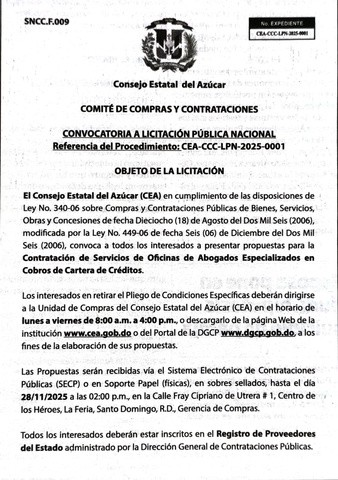 SNCC.F.009
No. EXPEDIENTE
CEA-CCC-LPN-2025-0001
Consejo Estatal del Azúcar
COMITÉ DE COMPRAS Y CONTRATACIONES
CONVOCATORIA A LICITACIÓN PÚBLICA NACIONAL
Referencia del Procedimiento: CEA-CCC-LPN-2025-0001
OBJETO DE LA LICITACIÓN
El Consejo Estatal del Azúcar (CEA) en cumplimiento de las disposiciones de
Ley No. 340-06 sobre Compras y Contrataciones Públicas de Bienes, Servicios,
Obras y Concesiones de fecha Dieciocho (18) de Agosto del Dos Mil Seis (2006),
modificada por la Ley No. 449-06 de fecha Seis (06) de Diciembre del Dos Mil
Seis (2006), convoca a todos los interesados a presentar propuestas para la
Contratación de Servicios de Oficinas de Abogados Especializados en
Cobros de Cartera de Créditos.
Los interesados en retirar el Pliego de Condiciones Específicas deberán dirigirse
a la Unidad de Compras del Consejo Estatal del Azúcar (CEA) en el horario de
lunes a viernes de 8:00 a.m. a 4:00 p.m., o descargarlo de la página Web de la
institución www.cea.gob.do o del Portal de la DGCP www.dgcp.gob.do, a los
fines de la elaboración de sus propuestas.
Las Propuestas serán recibidas vía el Sistema Electrónico de Contrataciones
Públicas (SECP) o en Soporte Papel (físicas), en sobres sellados, hasta el día
28/11/2025 a las 02:00 p.m., en la Calle Fray Cipriano de Utrera # 1, Centro de
los Héroes, La Feria, Santo Domingo, R.D., Gerencia de Compras.
Todos los interesados deberán estar inscritos en el Registro de Proveedores
del Estado administrado por la Dirección General de Contrataciones Públicas.